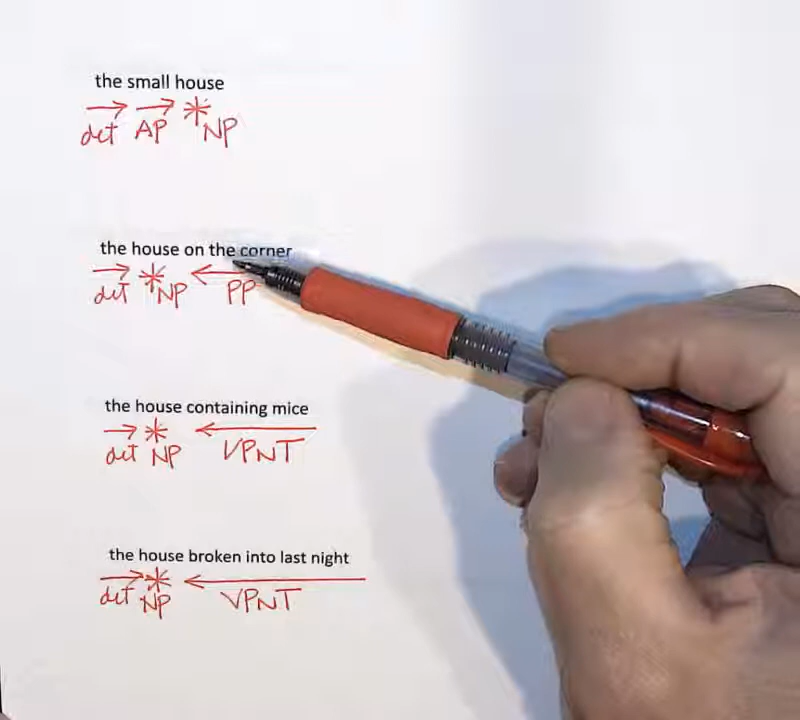 the small house
det AP NP
the house on the corner
det NP PP
the house containing mice
det NP VPNT
the house broken into last night
det NP VPNT